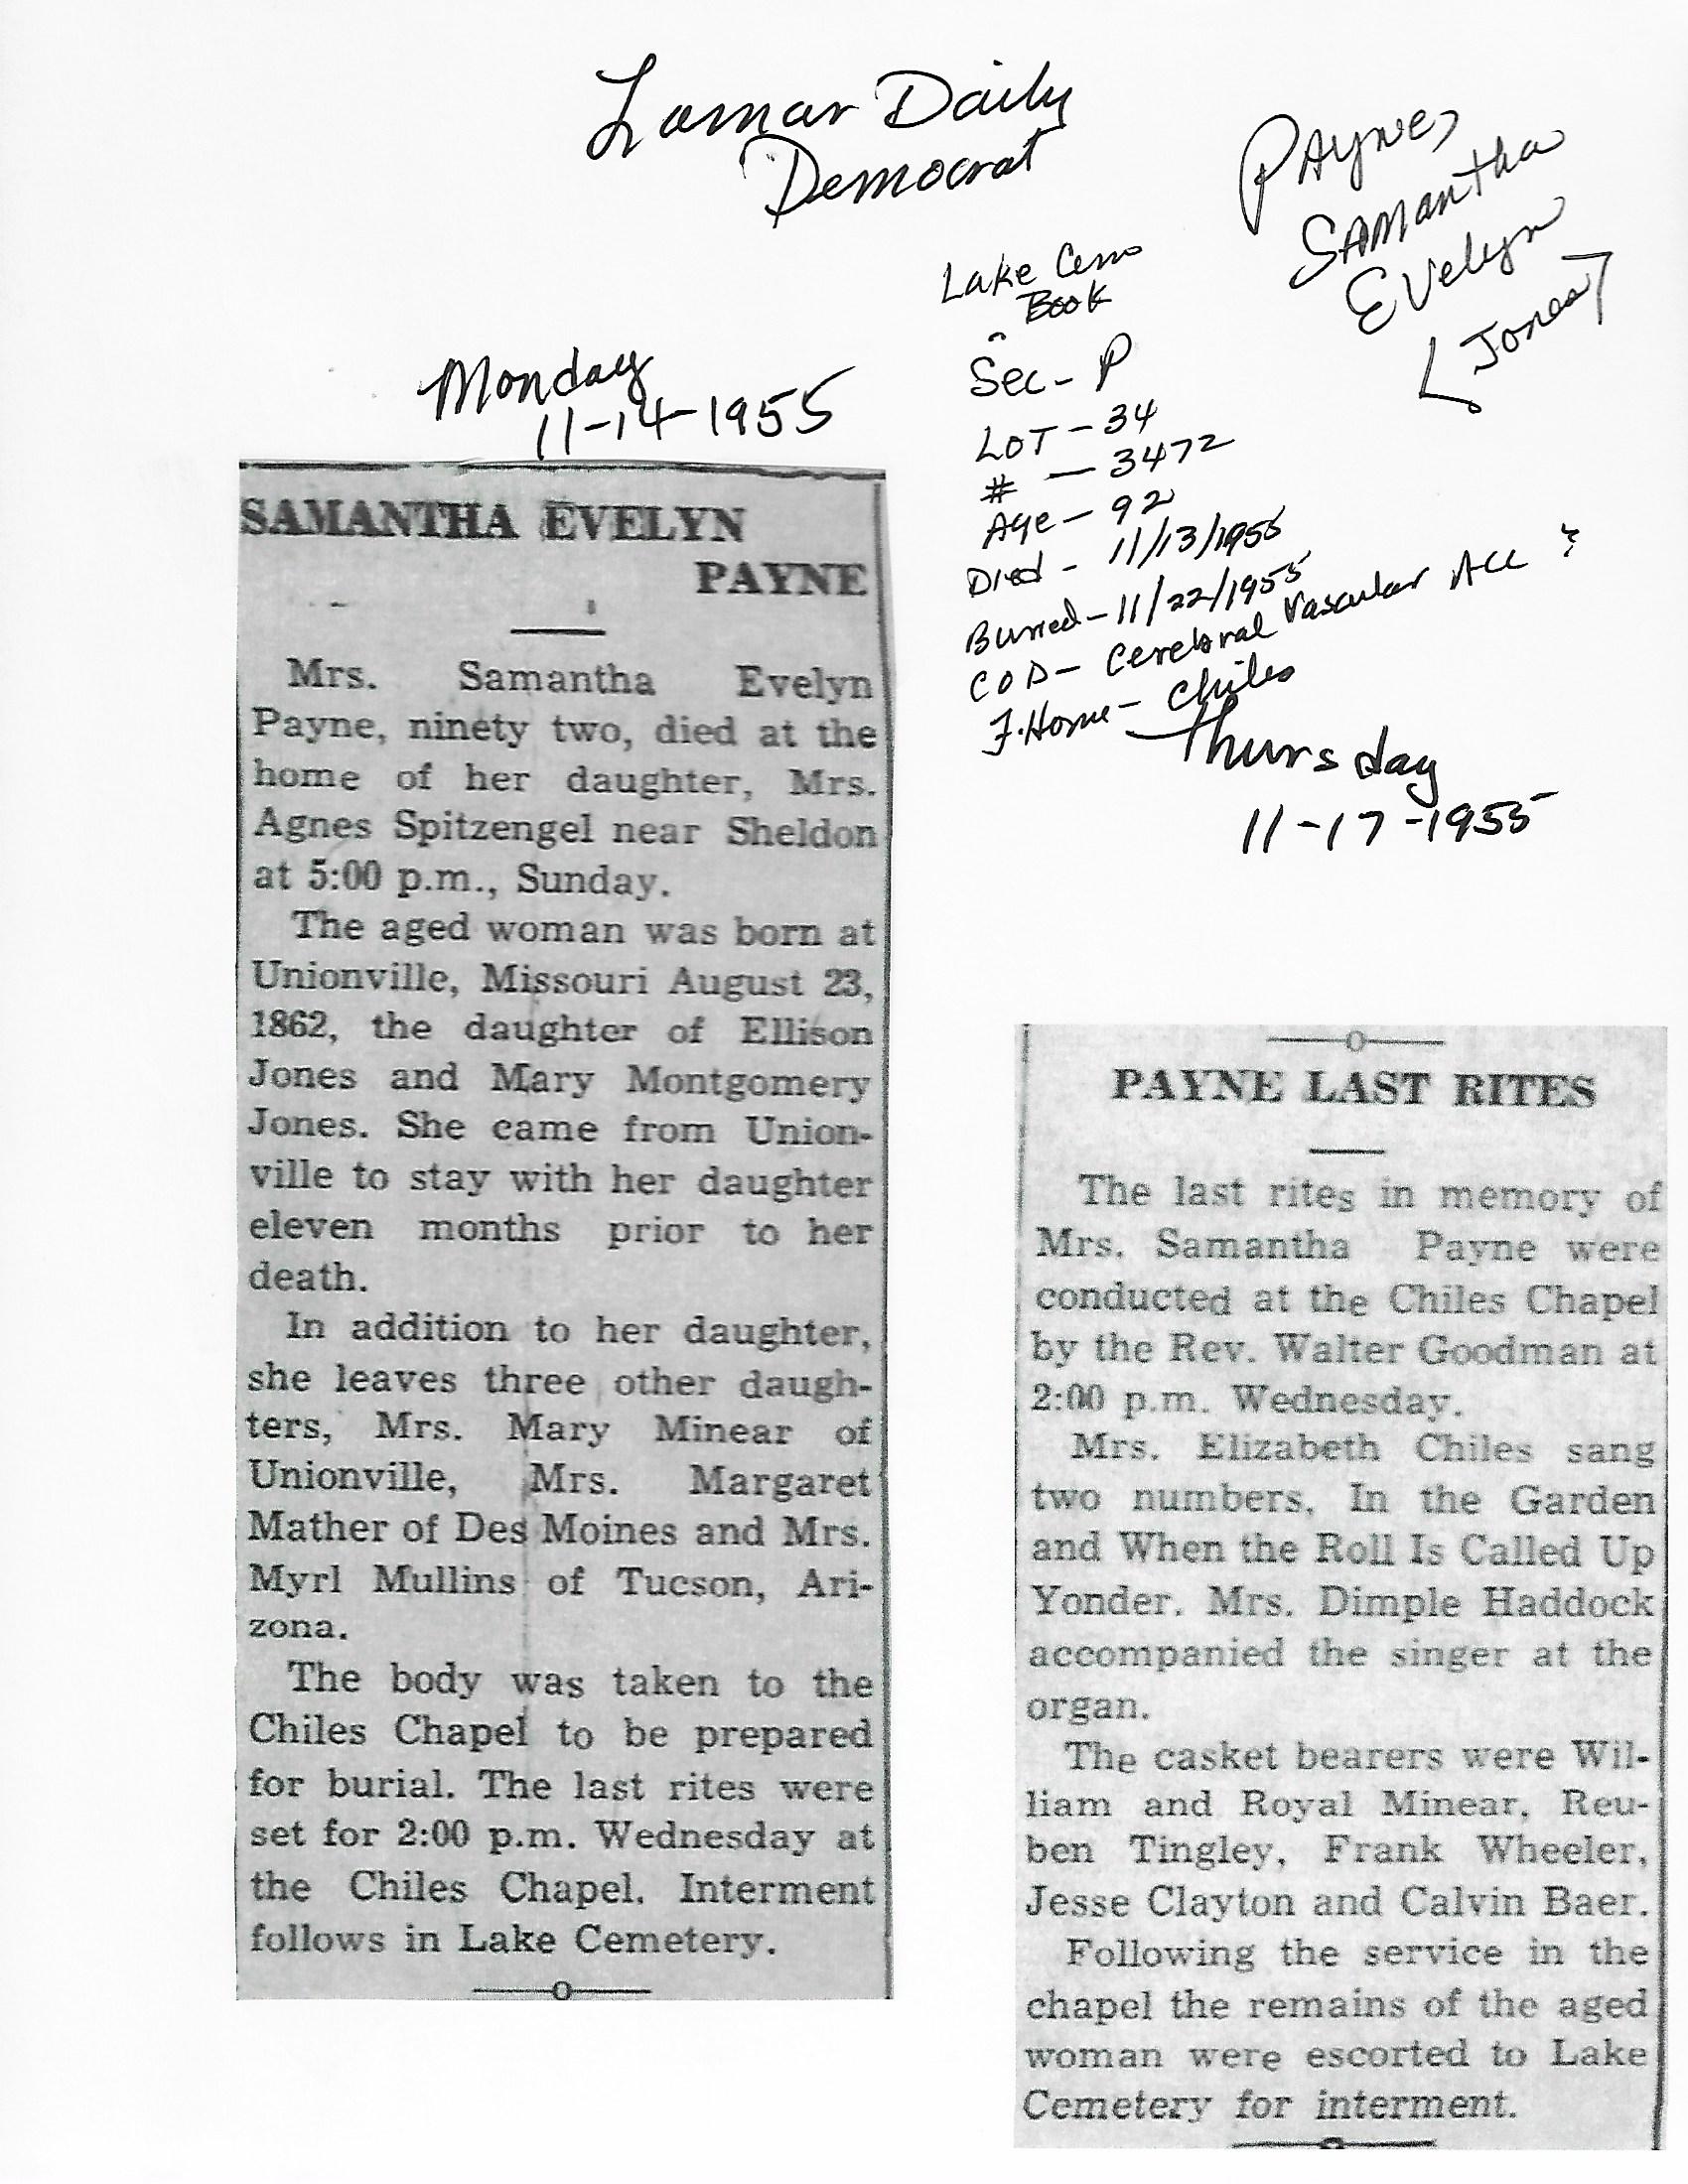 Lamar Daily
Democrat
Payne,
Samantha
Evelyn
[Jones]
Lake Cem
Book
Sec - P
Lot - 34
# - 3472
Age - 92
Died - 11/13/1955
Buried - 11/22/1955
COD - Cerebral Vascular Acc ?
F. Home - Chiles
Monday
11-14-1955
SAMANTHA EVELYN
PAYNE
Mrs. Samantha Evelyn
Payne, ninety two, died at the
home of her daughter, Mrs.
Agnes Spitzengel near Sheldon
at 5:00 p.m., Sunday.
The aged woman was born at
Unionville, Missouri August 23,
1862, the daughter of Ellison
Jones and Mary Montgomery
Jones. She came from Union-
ville to stay with her daughter
eleven months prior to her
death.
In addition to her daughter,
she leaves three other daugh-
ters, Mrs. Mary Minear of
Unionville, Mrs. Margaret
Mather of Des Moines and Mrs.
Myrl Mullins of Tucson, Ari-
zona.
The body was taken to the
Chiles Chapel to be prepared
for burial. The last rites were
set for 2:00 p.m. Wednesday at
the Chiles Chapel. Interment
follows in Lake Cemetery.
Thursday
11-17-1955
PAYNE LAST RITES
The last rites in memory of
Mrs. Samantha Payne were
conducted at the Chiles Chapel
by the Rev. Walter Goodman at
2:00 p.m. Wednesday.
Mrs. Elizabeth Chiles sang
two numbers, In the Garden
and When the Roll Is Called Up
Yonder. Mrs. Dimple Haddock
accompanied the singer at the
organ.
The casket bearers were Wil-
liam and Royal Minear, Reu-
ben Tingley, Frank Wheeler,
Jesse Clayton and Calvin Baer.
Following the service in the
chapel the remains of the aged
woman were escorted to Lake
Cemetery for interment.